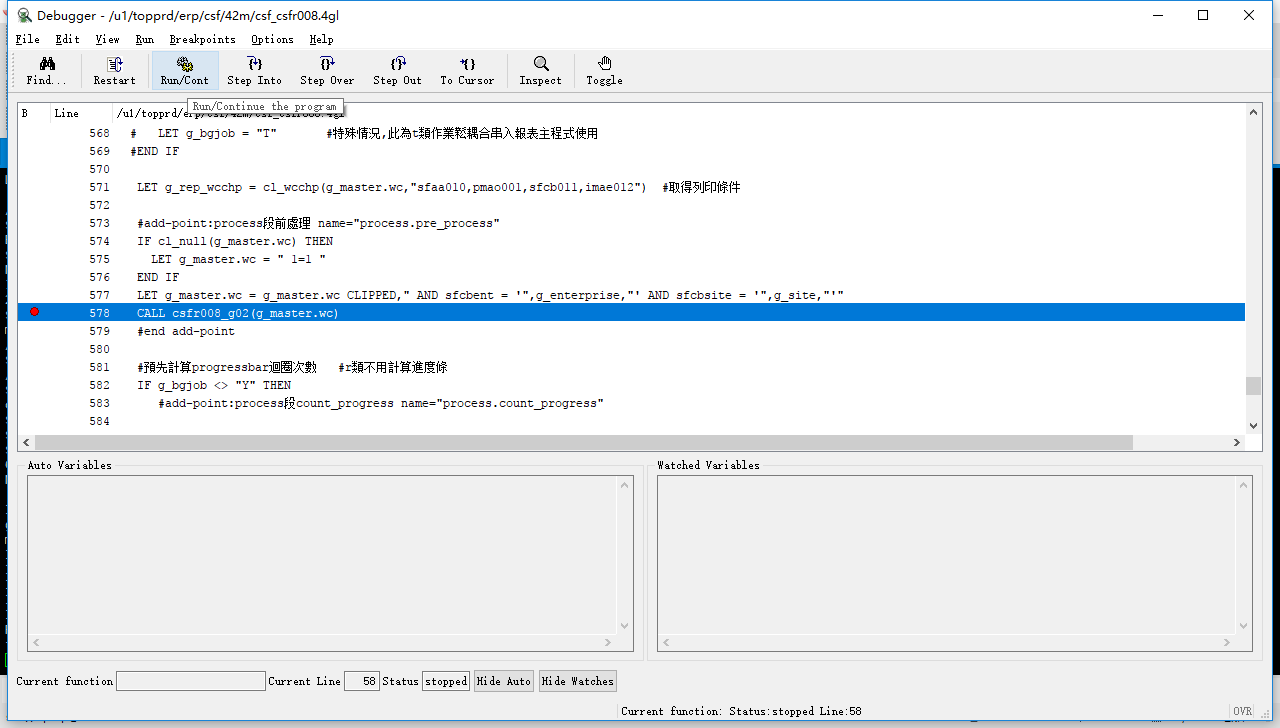 Debugger - /u1/topprd/erp/csf/42m/csf_csfr008.4gl
File Edit View Run Breakpoints Options Help
Find... Restart Run/Cont Step Into Step Over Step Out To Cursor Inspect Toggle
Run/Continue the program
B Line /u1/topprd/erp/csf/42m/csf_csfr008.4gl
568 # LET g_bgjob = "T" #特殊情況,此為t類作業鬆耦合串入報表主程式使用
569 #END IF
570
571 LET g_rep_wcchp = cl_wcchp(g_master.wc,"sfaa010,pmao001,sfcb011,imae012") #取得列印條件
572
573 #add-point:process段前處理 name="process.pre_process"
574 IF cl_null(g_master.wc) THEN
575 LET g_master.wc = " 1=1 "
576 END IF
577 LET g_master.wc = g_master.wc CLIPPED," AND sfcbent = '",g_enterprise,"' AND sfcbsite = '",g_site,"'"
578 CALL csfr008_g02(g_master.wc)
579 #end add-point
580
581 #預先計算progressbar迴圈次數 #r類不用計算進度條
582 IF g_bgjob <> "Y" THEN
583 #add-point:process段count_progress name="process.count_progress"
584
Auto Variables
Watched Variables
Current function Current Line 58 Status stopped Hide Auto Hide Watches
Current function: Status:stopped Line:58 OVR